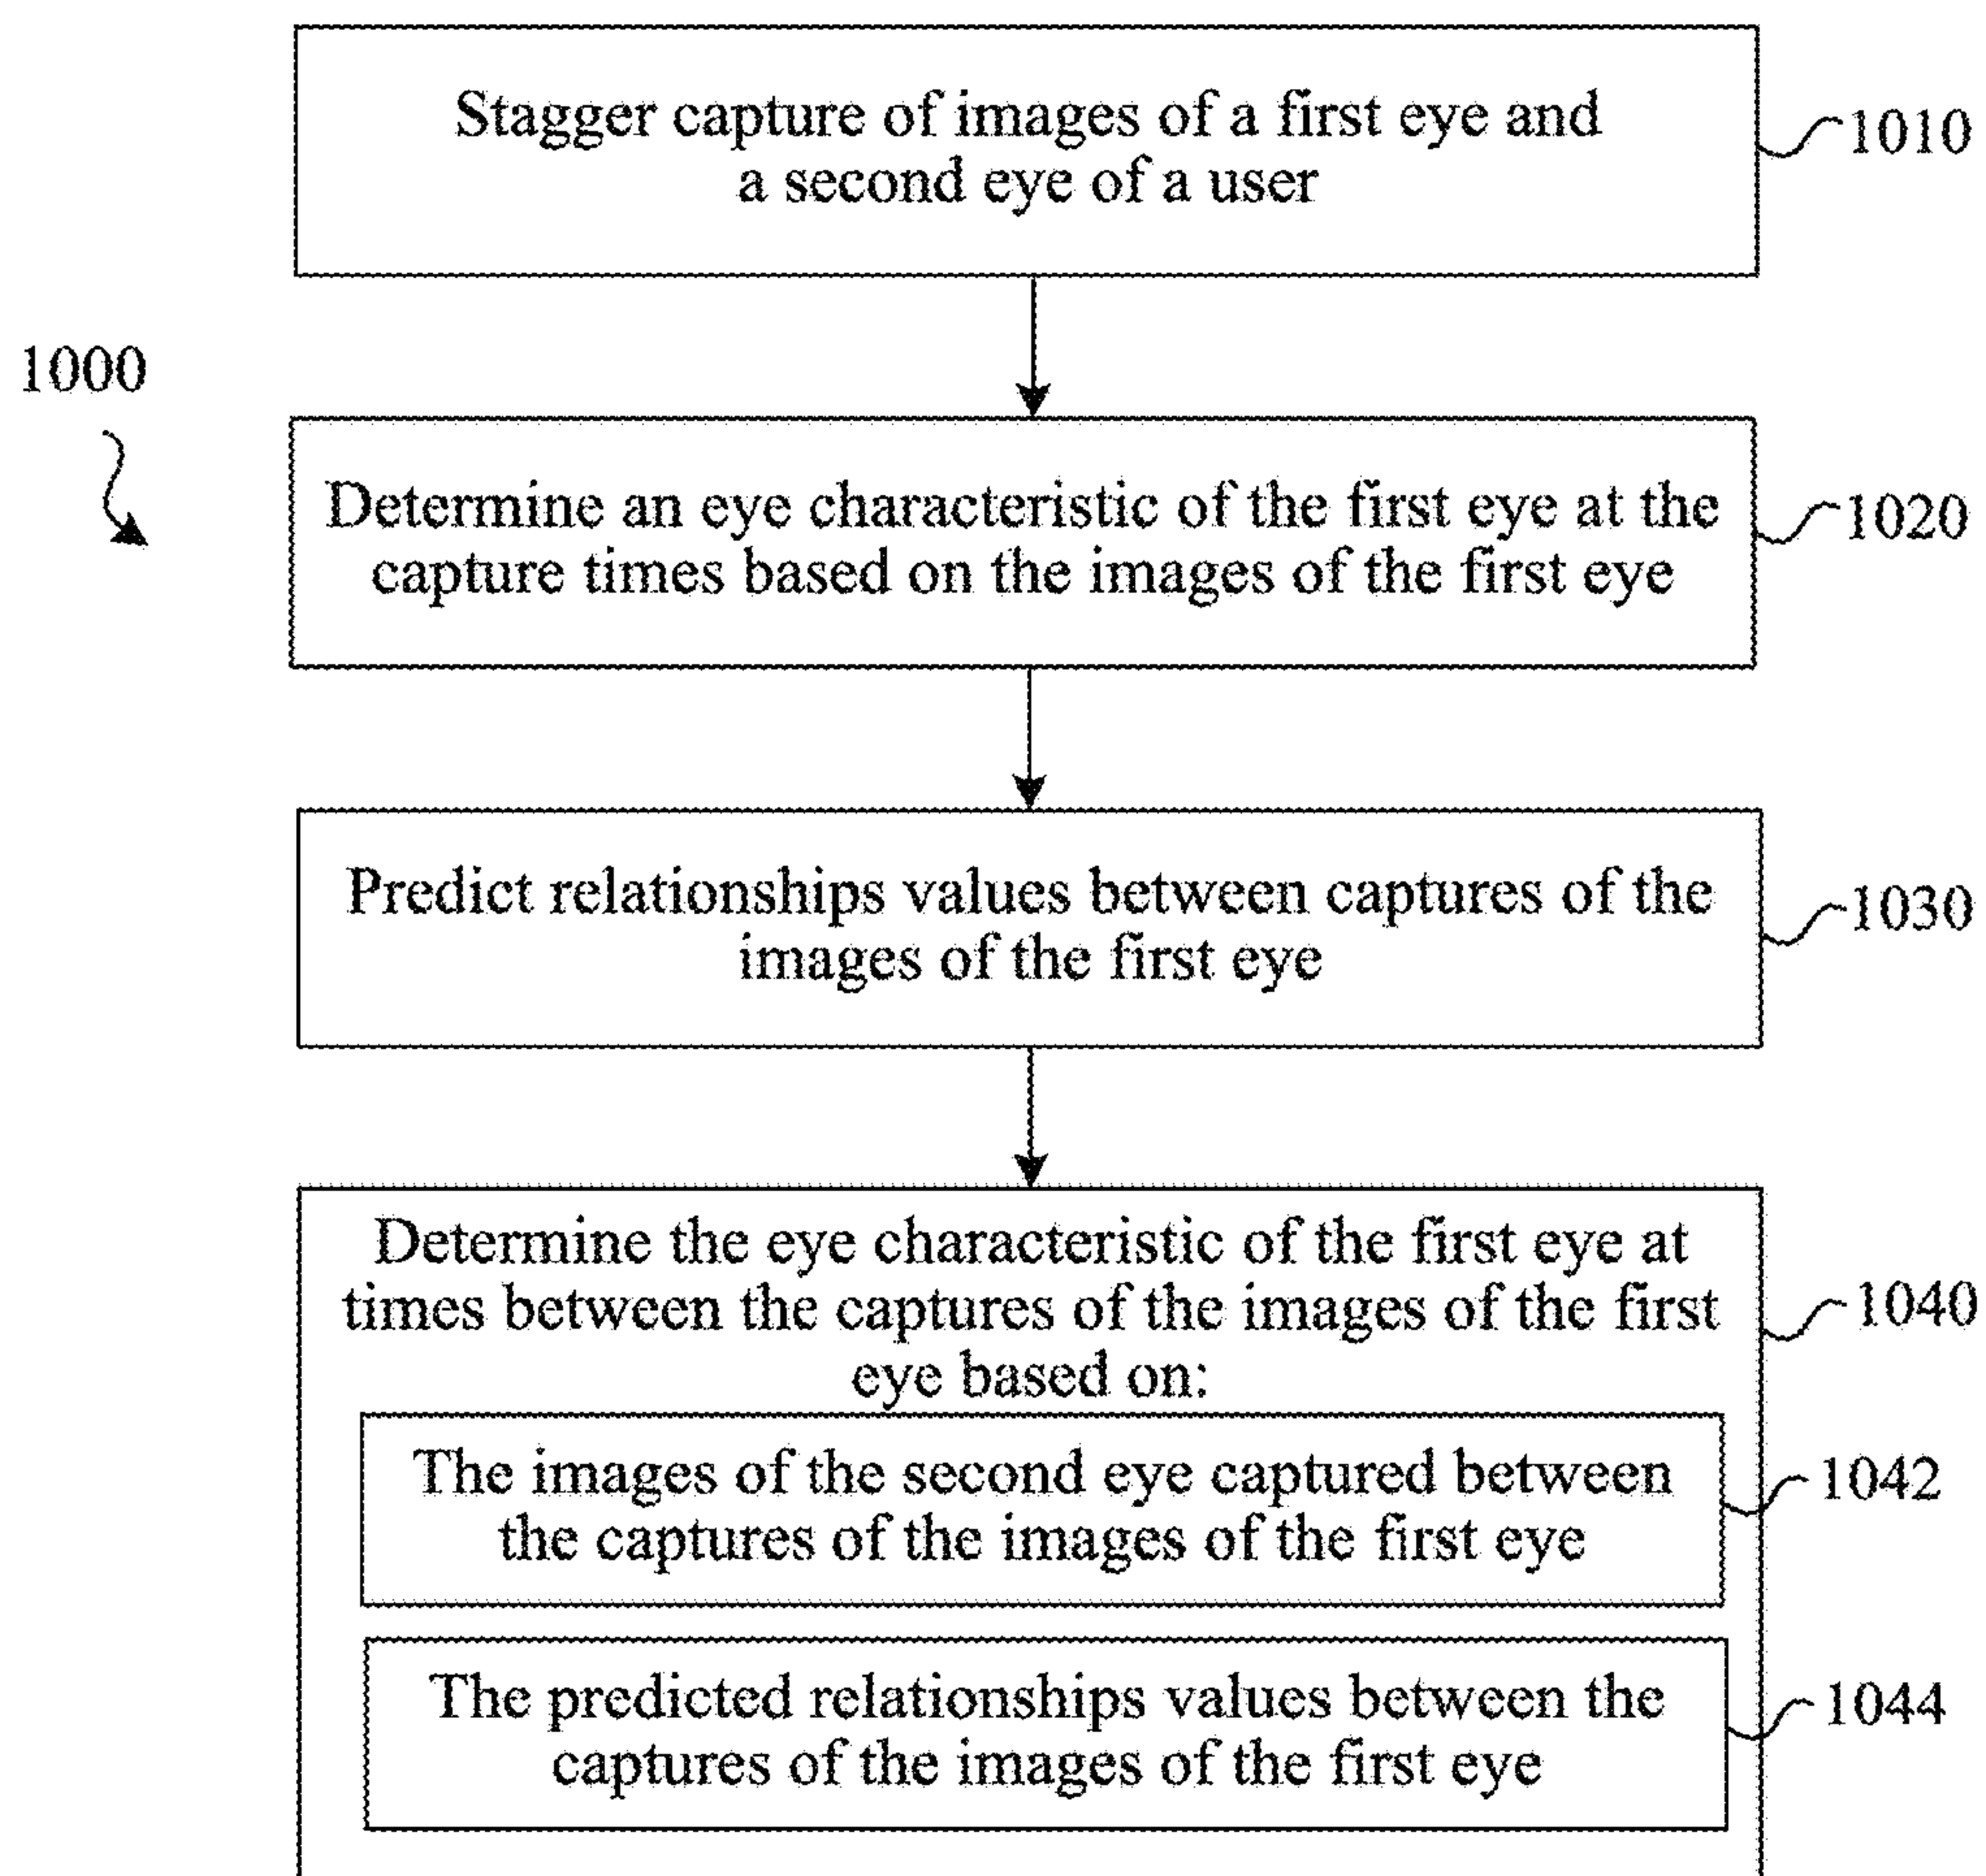 Stagger capture of images of a first eye and
a second eye of a user
1010
1000
Determine an eye characteristic of the first eye at the
capture times based on the images of the first eye
1020
Predict relationships values between captures of the
images of the first eye
1030
Determine the eye characteristic of the first eye at
times between the captures of the images of the first
eye based on:
1040
The images of the second eye captured between
the captures of the images of the first eye
1042
The predicted relationships values between the
captures of the images of the first eye
1044